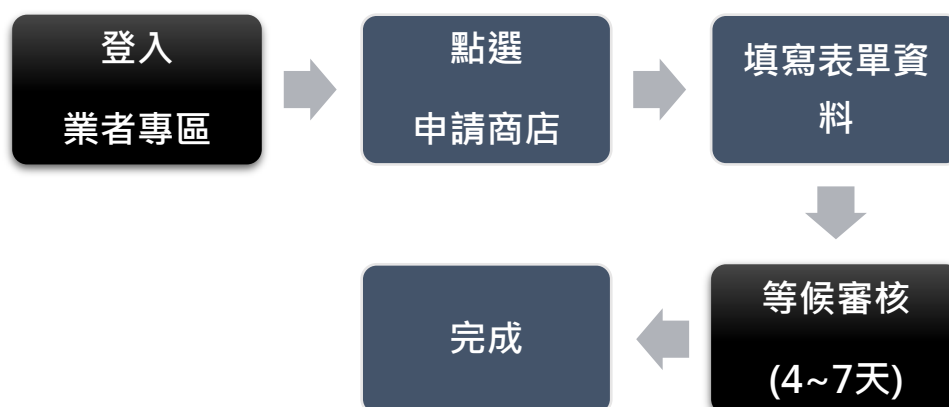 登入
業者專區
點選
申請商店
填寫表單資
料
等候審核
(4~7天)
完成